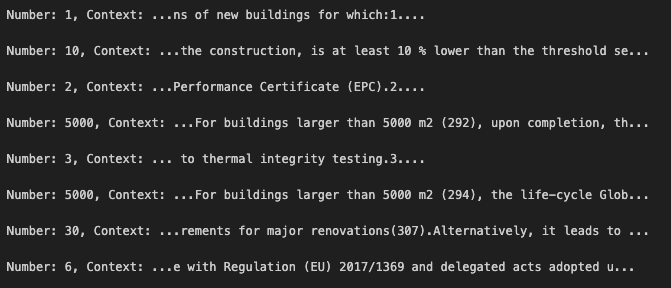 Number: 1, Context: ...ns of new buildings for which:1....
Number: 10, Context: ...the construction, is at least 10 % lower than the threshold se...
Number: 2, Context: ...Performance Certificate (EPC).2....
Number: 5000, Context: ...For buildings larger than 5000 m2 (292), upon completion, th...
Number: 3, Context: ... to thermal integrity testing.3....
Number: 5000, Context: ...For buildings larger than 5000 m2 (294), the life-cycle Glob...
Number: 30, Context: ...rements for major renovations(307).Alternatively, it leads to ...
Number: 6, Context: ...e with Regulation (EU) 2017/1369 and delegated acts adopted u...